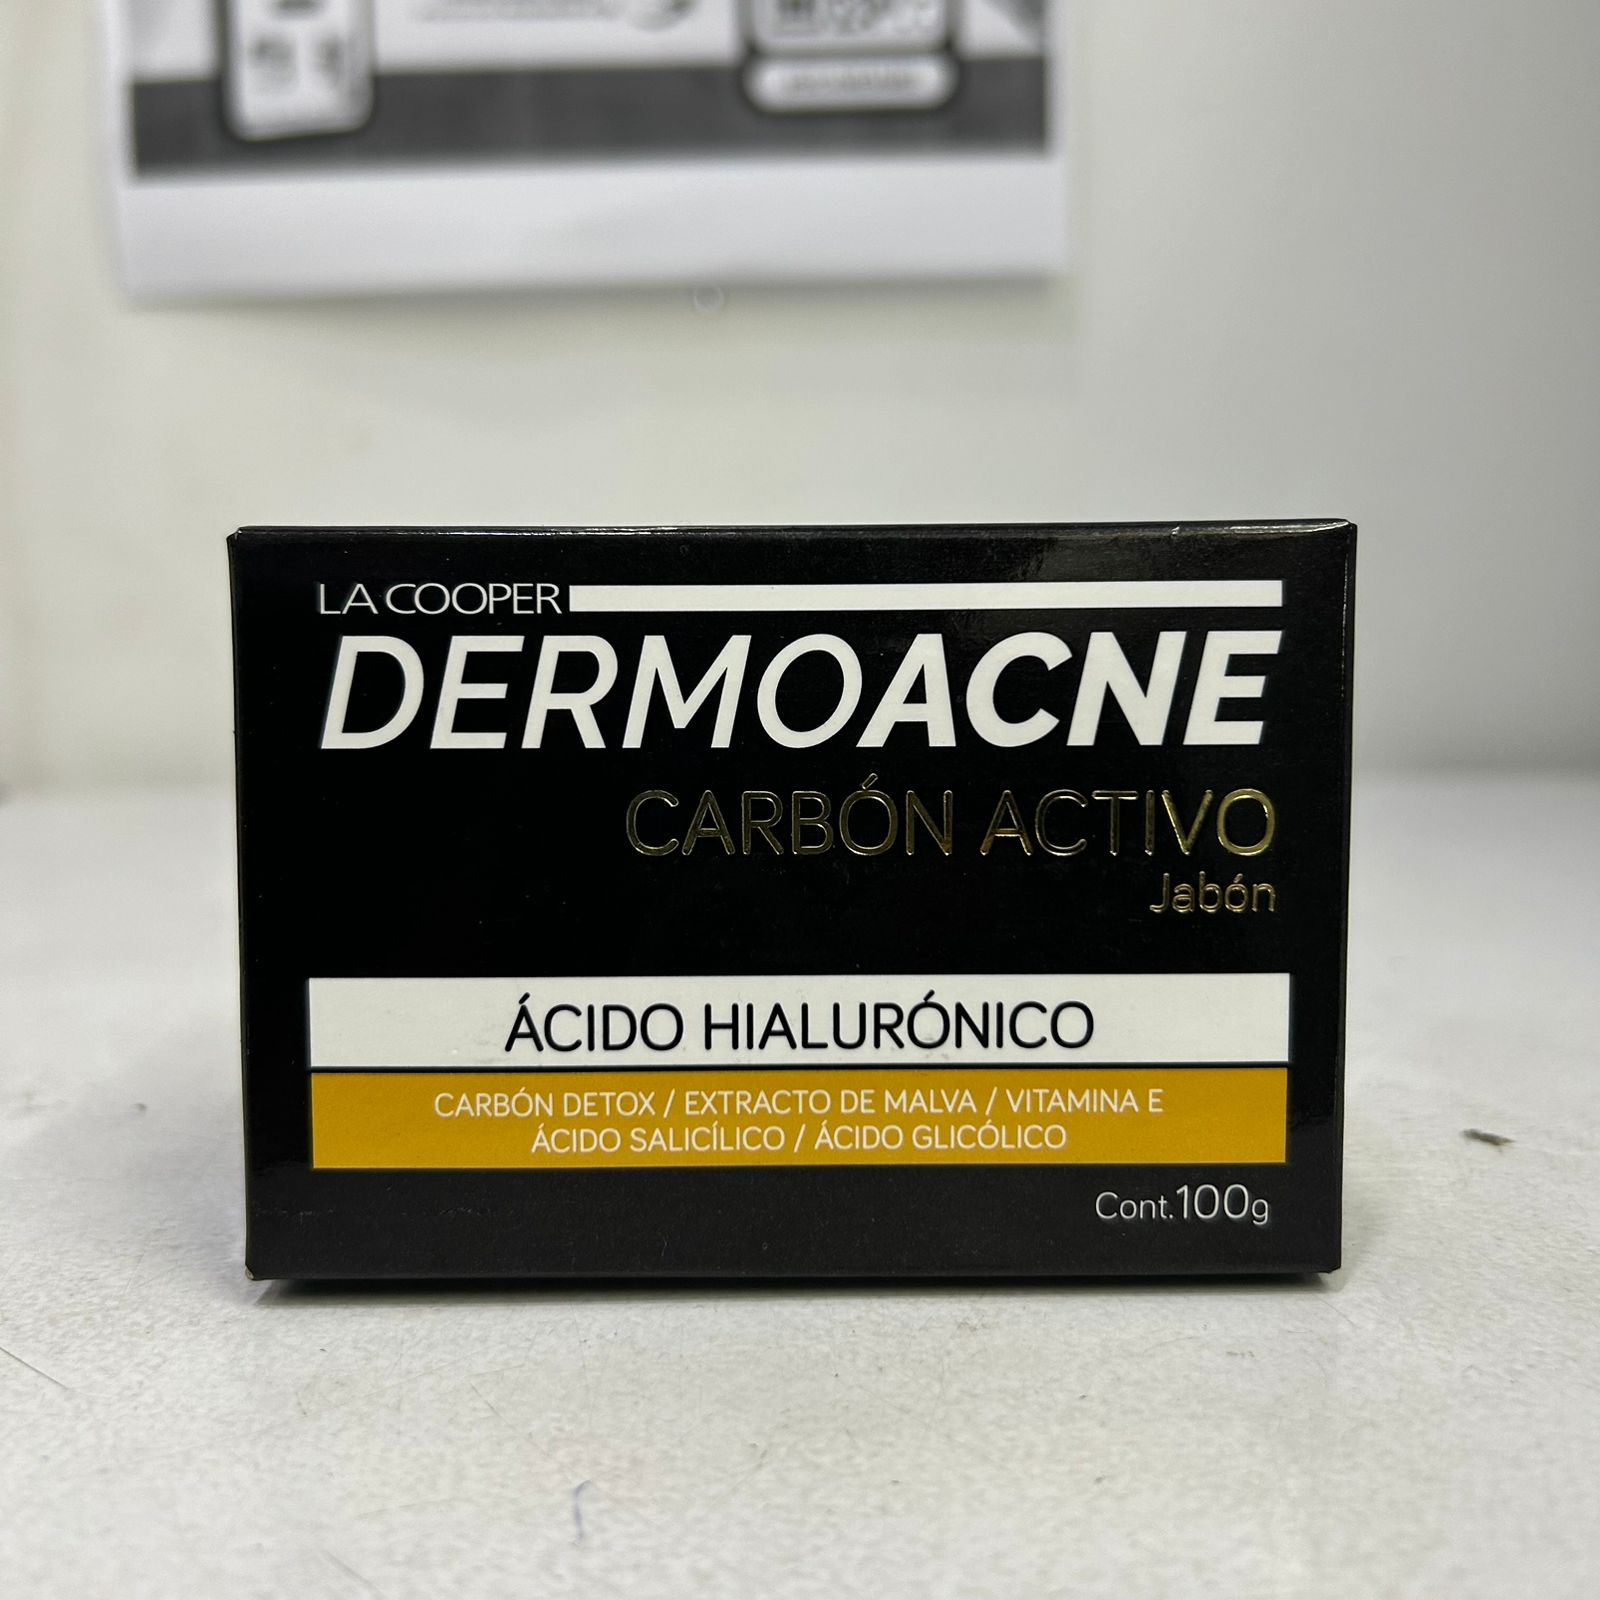 LA COOPER
DERMOACNE
CARBÓN ACTIVO
Jabón
ÁCIDO HIALURÓNICO
CARBÓN DETOX / EXTRACTO DE MALVA / VITAMINA E
ÁCIDO SALICÍLICO / ÁCIDO GLICÓLICO
Cont.100g